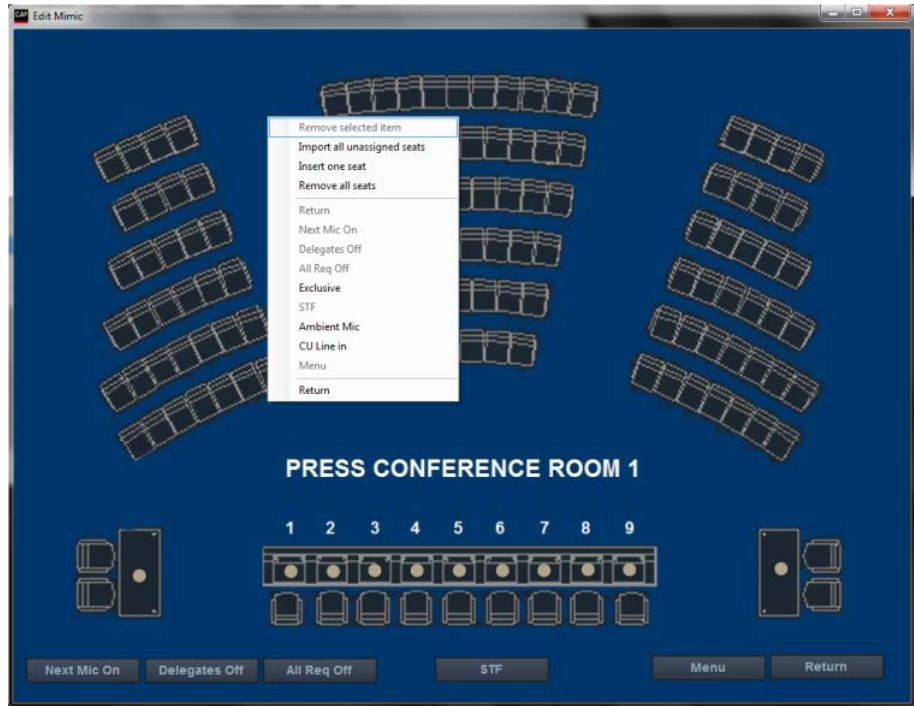 CAP Edit Mimic
Remove selected item
Import all unassigned seats
Insert one seat
Remove all seats
Return
Next Mic On
Delegates Off
All Req Off
Exclusive
STF
Ambient Mic
CU Line in
Menu
Return
PRESS CONFERENCE ROOM 1
1 2 3 4 5 6 7 8 9
Next Mic On Delegates Off All Req Off STF Menu Return